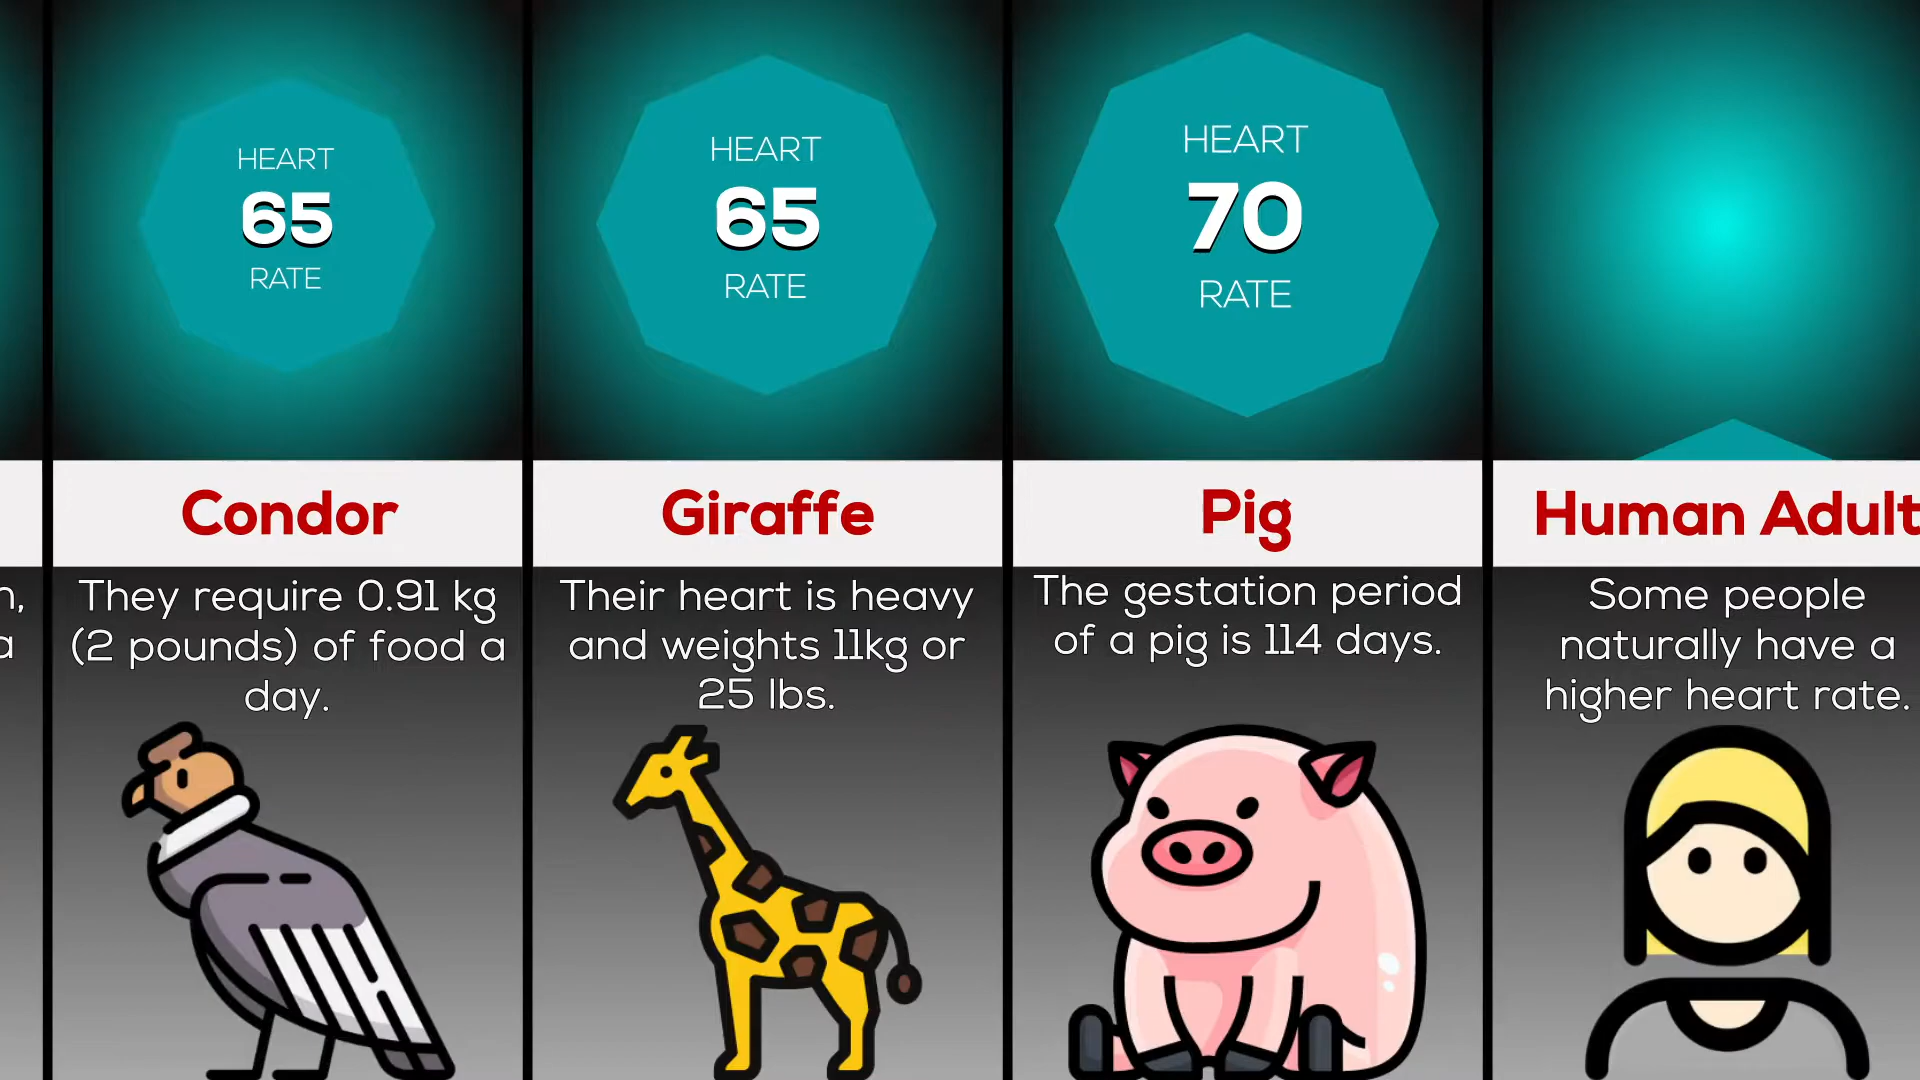 HEART
65
RATE
Condor
They require 0.91 kg
(2 pounds) of food a
day.
HEART
65
RATE
Giraffe
Their heart is heavy
and weights 11kg or
25 lbs.
HEART
70
RATE
Pig
The gestation period
of a pig is 114 days.
Human Adult
Some people
naturally have a
higher heart rate.